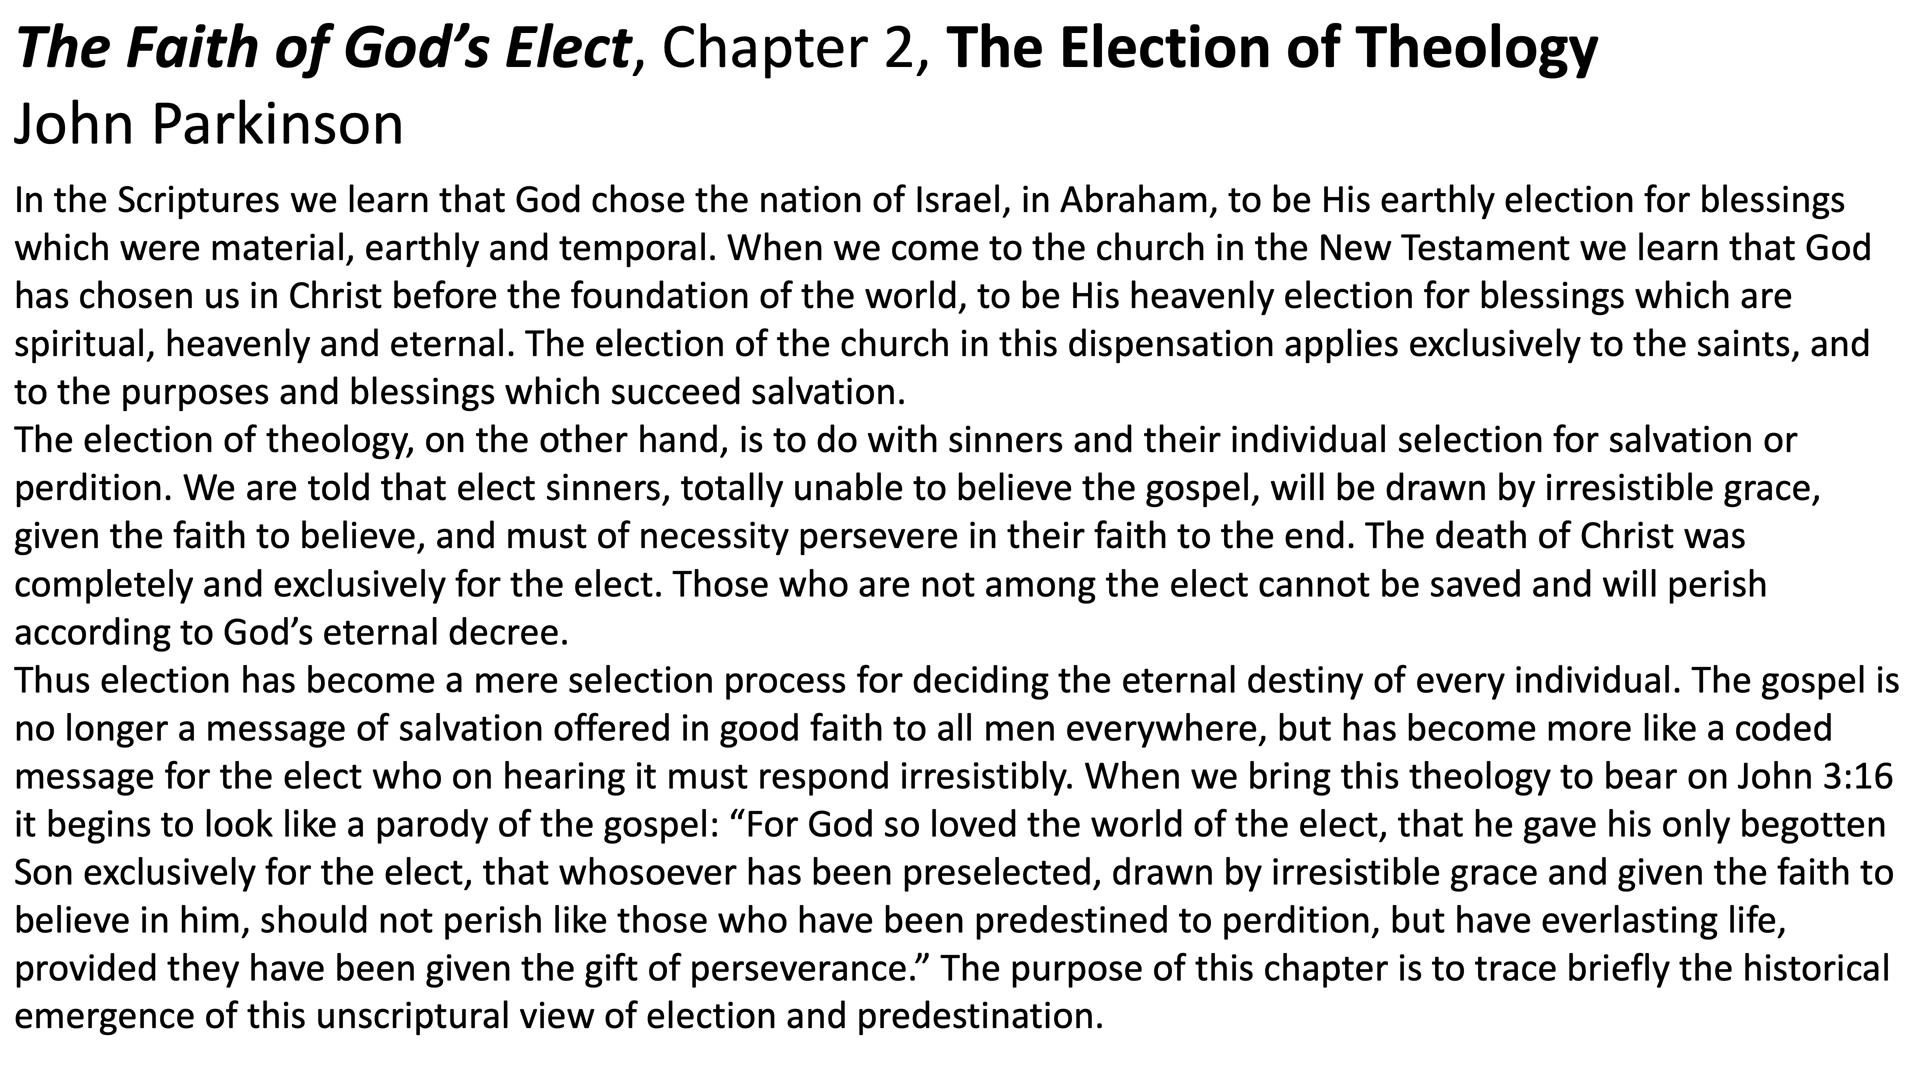 The Faith of God’s Elect, Chapter 2, The Election of Theology
John Parkinson
In the Scriptures we learn that God chose the nation of Israel, in Abraham, to be His earthly election for blessings
which were material, earthly and temporal. When we come to the church in the New Testament we learn that God
has chosen us in Christ before the foundation of the world, to be His heavenly election for blessings which are
spiritual, heavenly and eternal. The election of the church in this dispensation applies exclusively to the saints, and
to the purposes and blessings which succeed salvation.
The election of theology, on the other hand, is to do with sinners and their individual selection for salvation or
perdition. We are told that elect sinners, totally unable to believe the gospel, will be drawn by irresistible grace,
given the faith to believe, and must of necessity persevere in their faith to the end. The death of Christ was
completely and exclusively for the elect. Those who are not among the elect cannot be saved and will perish
according to God’s eternal decree.
Thus election has become a mere selection process for deciding the eternal destiny of every individual. The gospel is
no longer a message of salvation offered in good faith to all men everywhere, but has become more like a coded
message for the elect who on hearing it must respond irresistibly. When we bring this theology to bear on John 3:16
it begins to look like a parody of the gospel: “For God so loved the world of the elect, that he gave his only begotten
Son exclusively for the elect, that whosoever has been preselected, drawn by irresistible grace and given the faith to
believe in him, should not perish like those who have been predestined to perdition, but have everlasting life,
provided they have been given the gift of perseverance.” The purpose of this chapter is to trace briefly the historical
emergence of this unscriptural view of election and predestination.